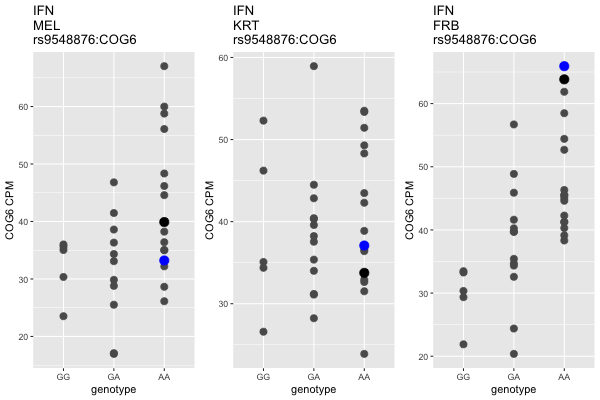 IFN
MEL
rs9548876:COG6
COG6 CPM
60
50
40
30
20
GG GA AA
genotype
IFN
KRT
rs9548876:COG6
COG6 CPM
60
50
40
30
GG GA AA
genotype
IFN
FRB
rs9548876:COG6
COG6 CPM
60
50
40
30
20
GG GA AA
genotype